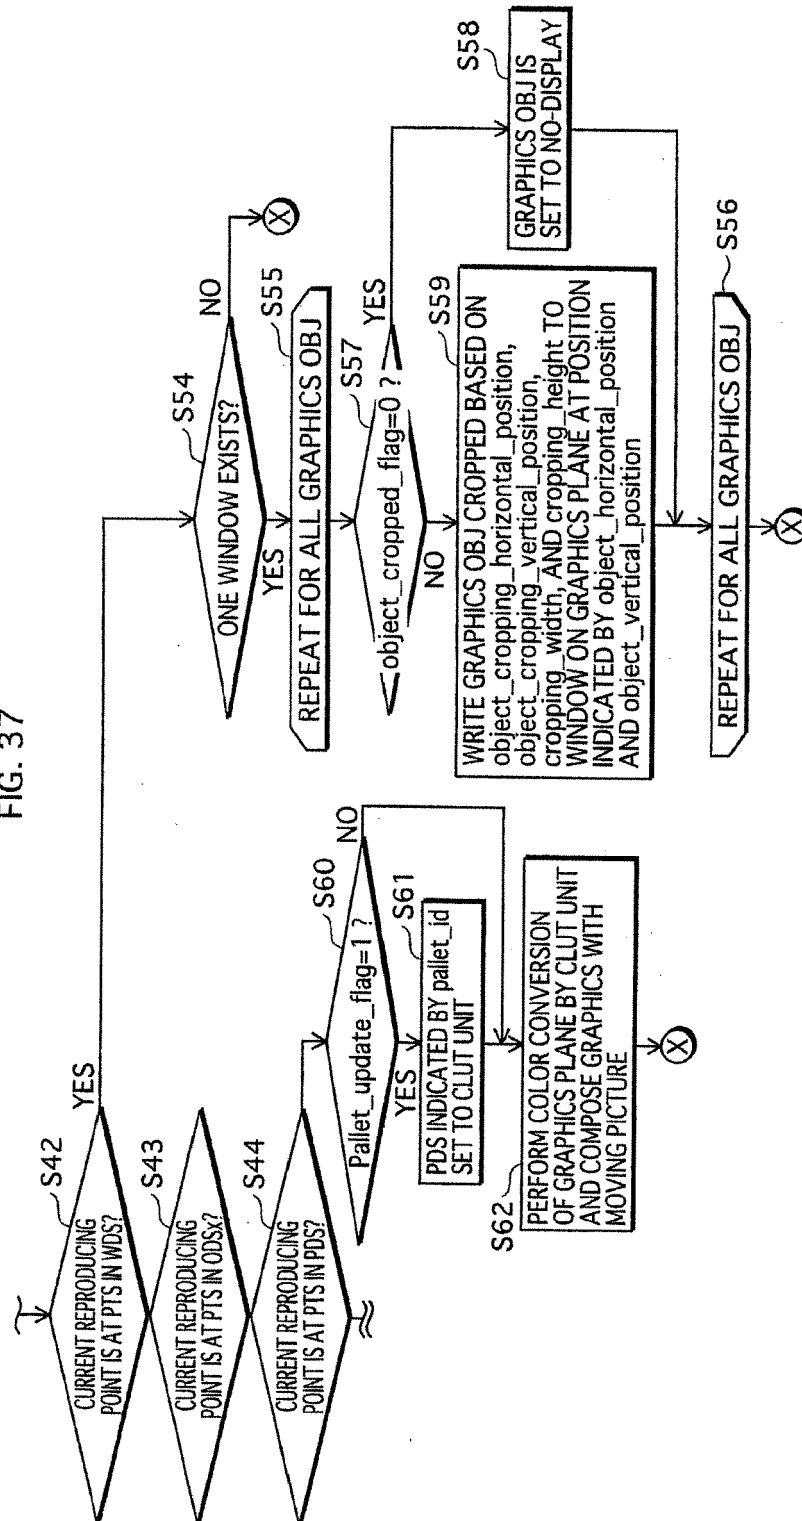 FIG. 37
CURRENT REPRODUCING
POINT IS AT PTS IN WDS?
S42
YES
CURRENT REPRODUCING
POINT IS AT PTS IN ODSx?
S43
CURRENT REPRODUCING
POINT IS AT PTS IN PDS?
S44
ONE WINDOW EXISTS?
S54
NO
X
YES
S55
REPEAT FOR ALL GRAPHICS OBJ
object_cropped_flag=0 ?
S57
YES
NO
S58
GRAPHICS OBJ IS
SET TO NO-DISPLAY
S59
WRITE GRAPHICS OBJ CROPPED BASED ON
object_cropping_horizontal_position,
object_cropping_vertical_position,
cropping_width, AND cropping_height TO
WINDOW ON GRAPHICS PLANE AT POSITION
INDICATED BY object_horizontal_position
AND object_vertical_position
S56
REPEAT FOR ALL GRAPHICS OBJ
X
Pallet_update_flag=1 ?
S60
NO
YES
S61
PDS INDICATED BY pallet_id
SET TO CLUT UNIT
S62
PERFORM COLOR CONVERSION
OF GRAPHICS PLANE BY CLUT UNIT
AND COMPOSE GRAPHICS WITH
MOVING PICTURE
X